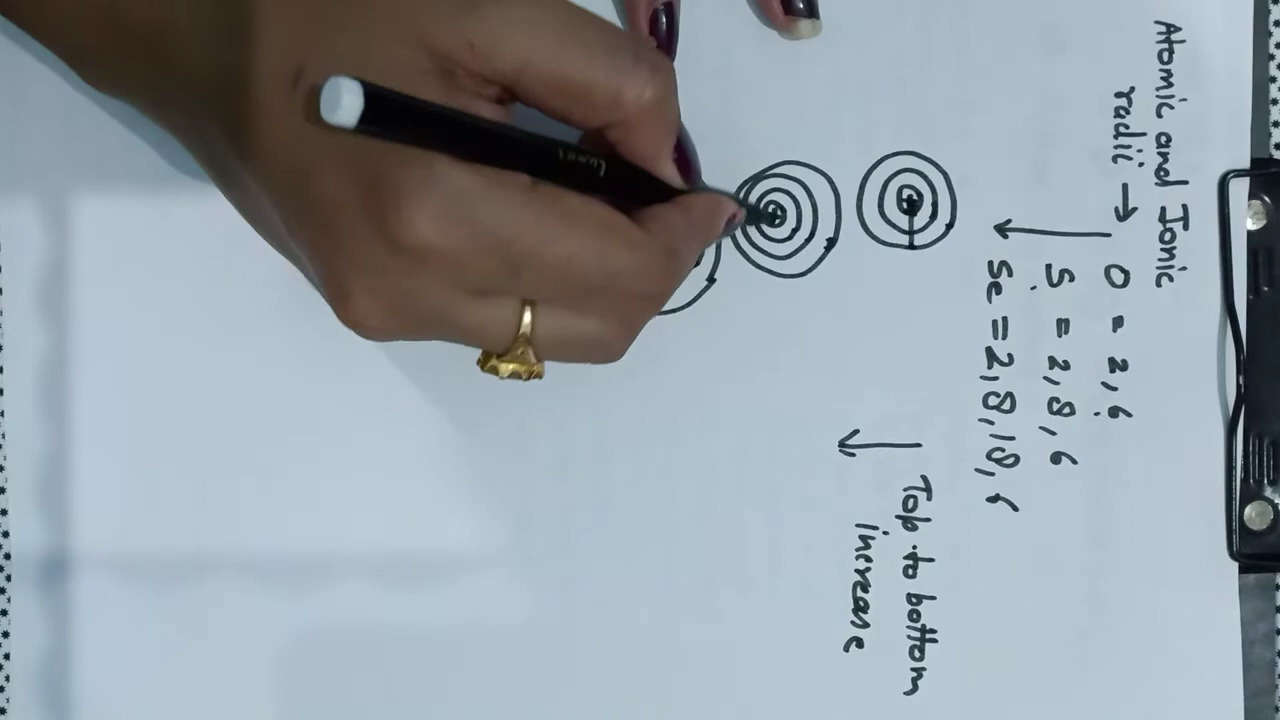 Atomic and Ionic
radii → O = 2,6
S = 2,8,6
Se = 2,8,18,6
Top to bottom
increase